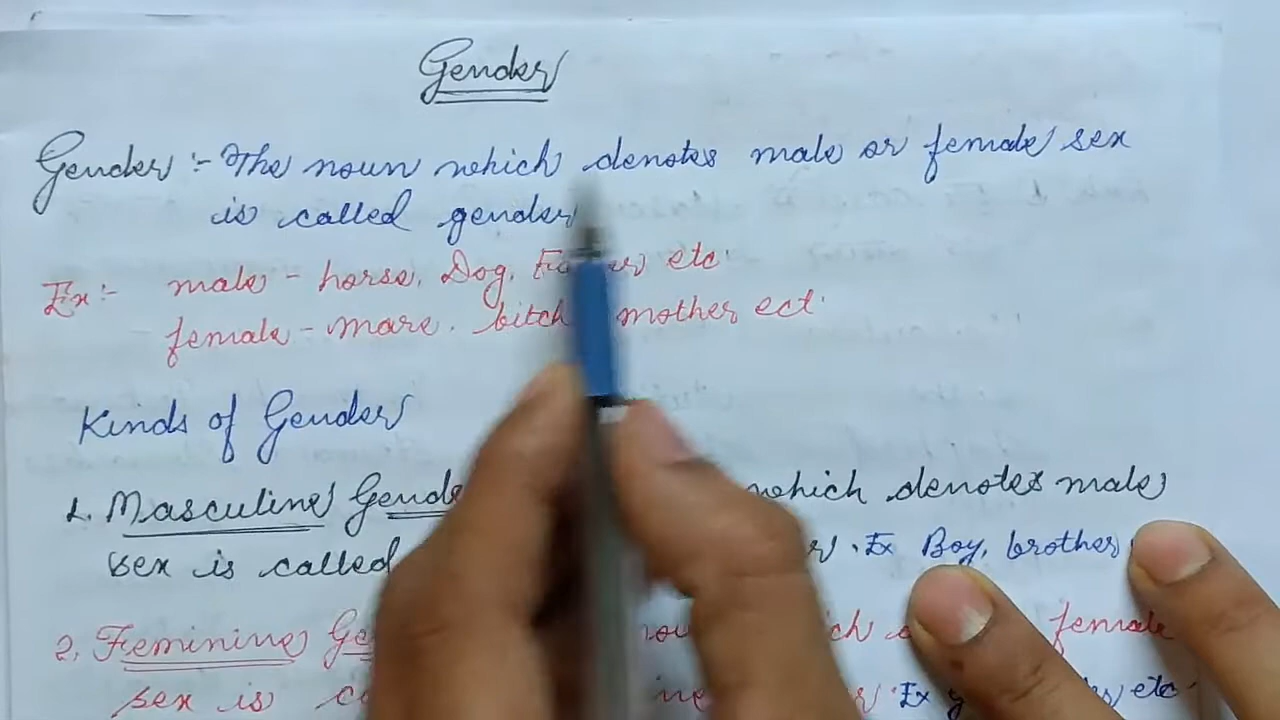 Gender
Gender :- The noun which denotes male or female sex
is called gender
Ex :- male - horse, Dog, etc.
female - mare. bitch mother ect.
Kinds of Gender
1. Masculine which denotes male
sex is called Ex Boy, brother
2. Feminine female
sex is Ex etc.